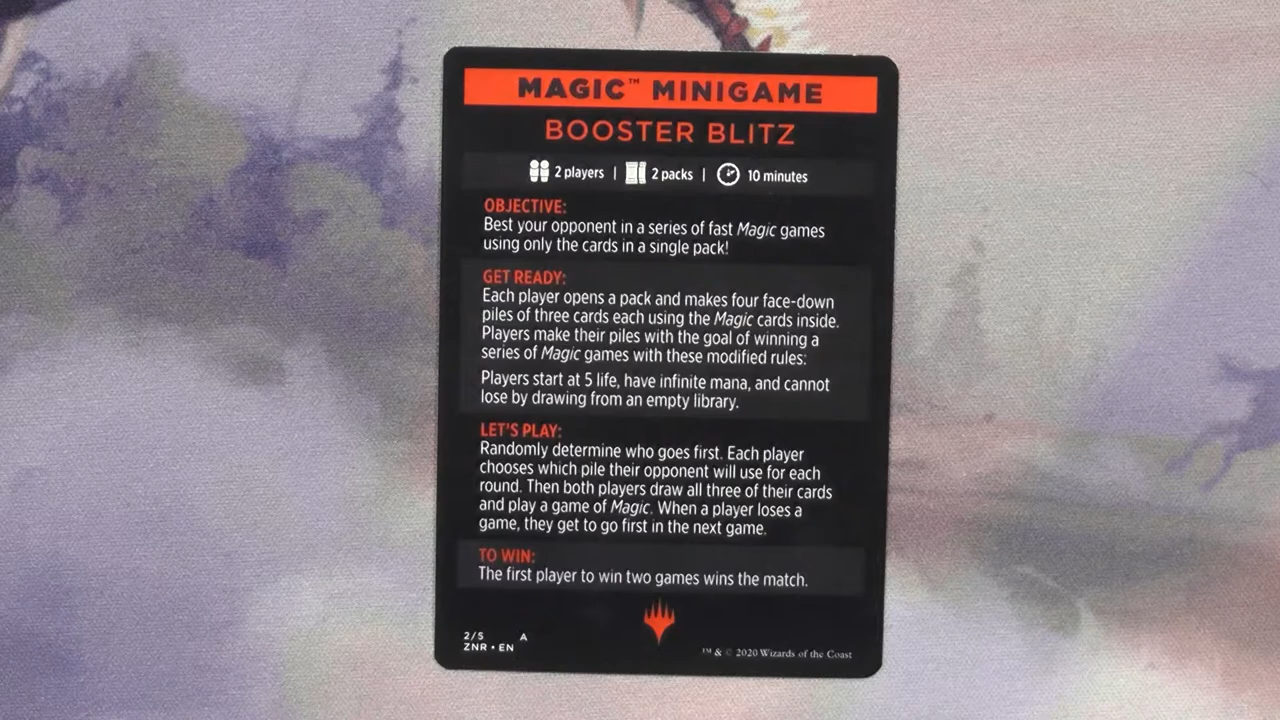 MAGIC™ MINIGAME
BOOSTER BLITZ
2 players | 2 packs | 10 minutes
OBJECTIVE:
Best your opponent in a series of fast Magic games
using only the cards in a single pack!
GET READY:
Each player opens a pack and makes four face-down
piles of three cards each using the Magic cards inside.
Players make their piles with the goal of winning a
series of Magic games with these modified rules:
Players start at 5 life, have infinite mana, and cannot
lose by drawing from an empty library.
LET'S PLAY:
Randomly determine who goes first. Each player
chooses which pile their opponent will use for each
round. Then both players draw all three of their cards
and play a game of Magic. When a player loses a
game, they get to go first in the next game.
TO WIN:
The first player to win two games wins the match.
2/5 A
ZNR • EN
™ & © 2020 Wizards of the Coast